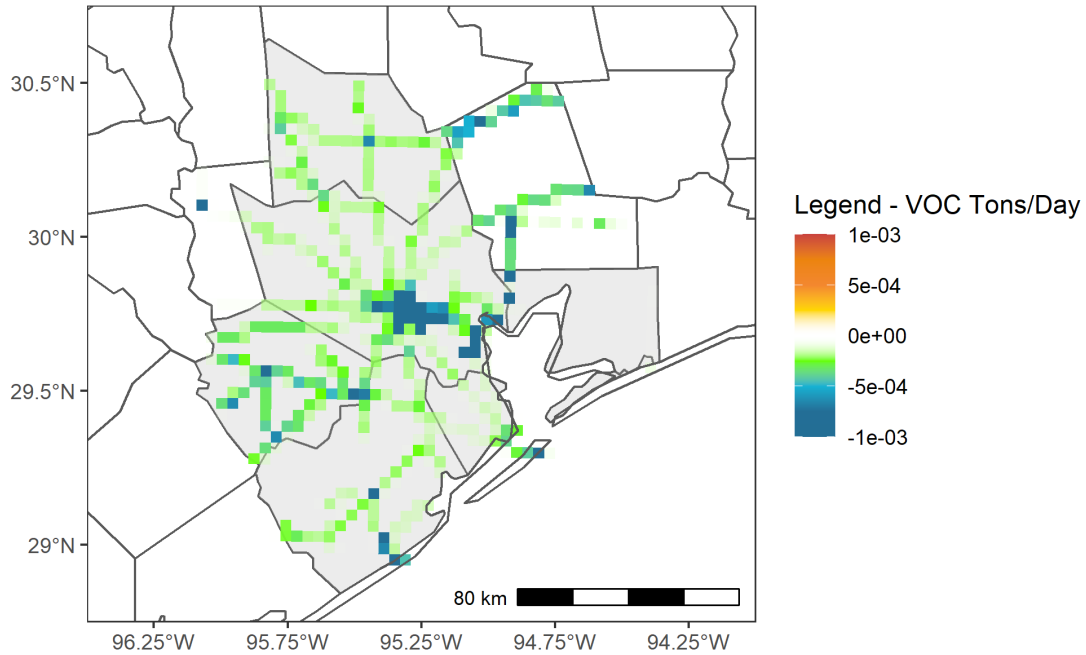 30.5°N
30°N
29.5°N
29°N
96.25°W
95.75°W
95.25°W
94.75°W
94.25°W
80 km
Legend - VOC Tons/Day
1e-03
5e-04
0e+00
-5e-04
-1e-03